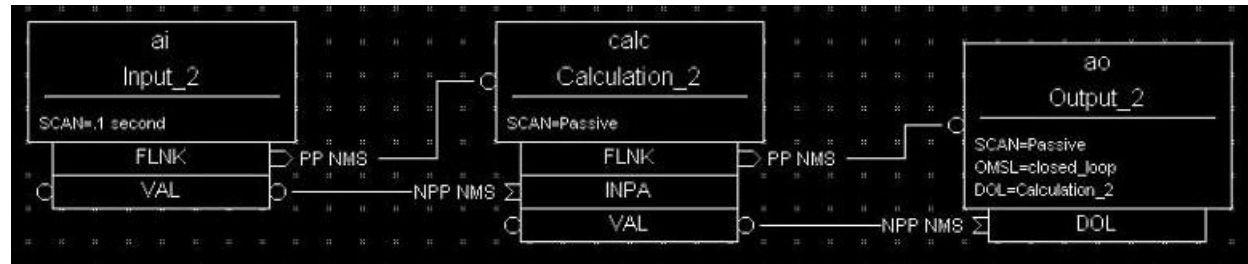 ai
Input_2
SCAN=.1 second
FLNK
PP NMS
VAL
NPP NMS
calc
Calculation_2
SCAN=Passive
FLNK
PP NMS
INPA
VAL
NPP NMS
ao
Output_2
SCAN=Passive
OMSL=closed_loop
DOL=Calculation_2
DOL